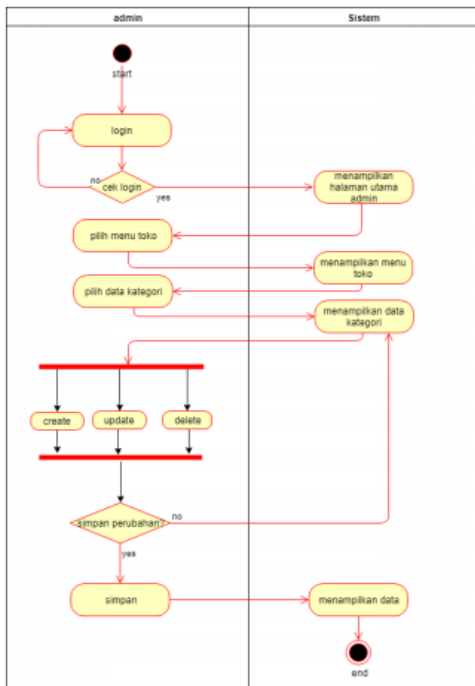 admin
Sistem
start
login
no
cek login
yes
menampilkan
halaman utama
admin
pilih menu toko
menampilkan menu
toko
pilih data kategori
menampilkan data
kategori
create
update
delete
simpan perubahan?
no
yes
simpan
menampilkan data
end